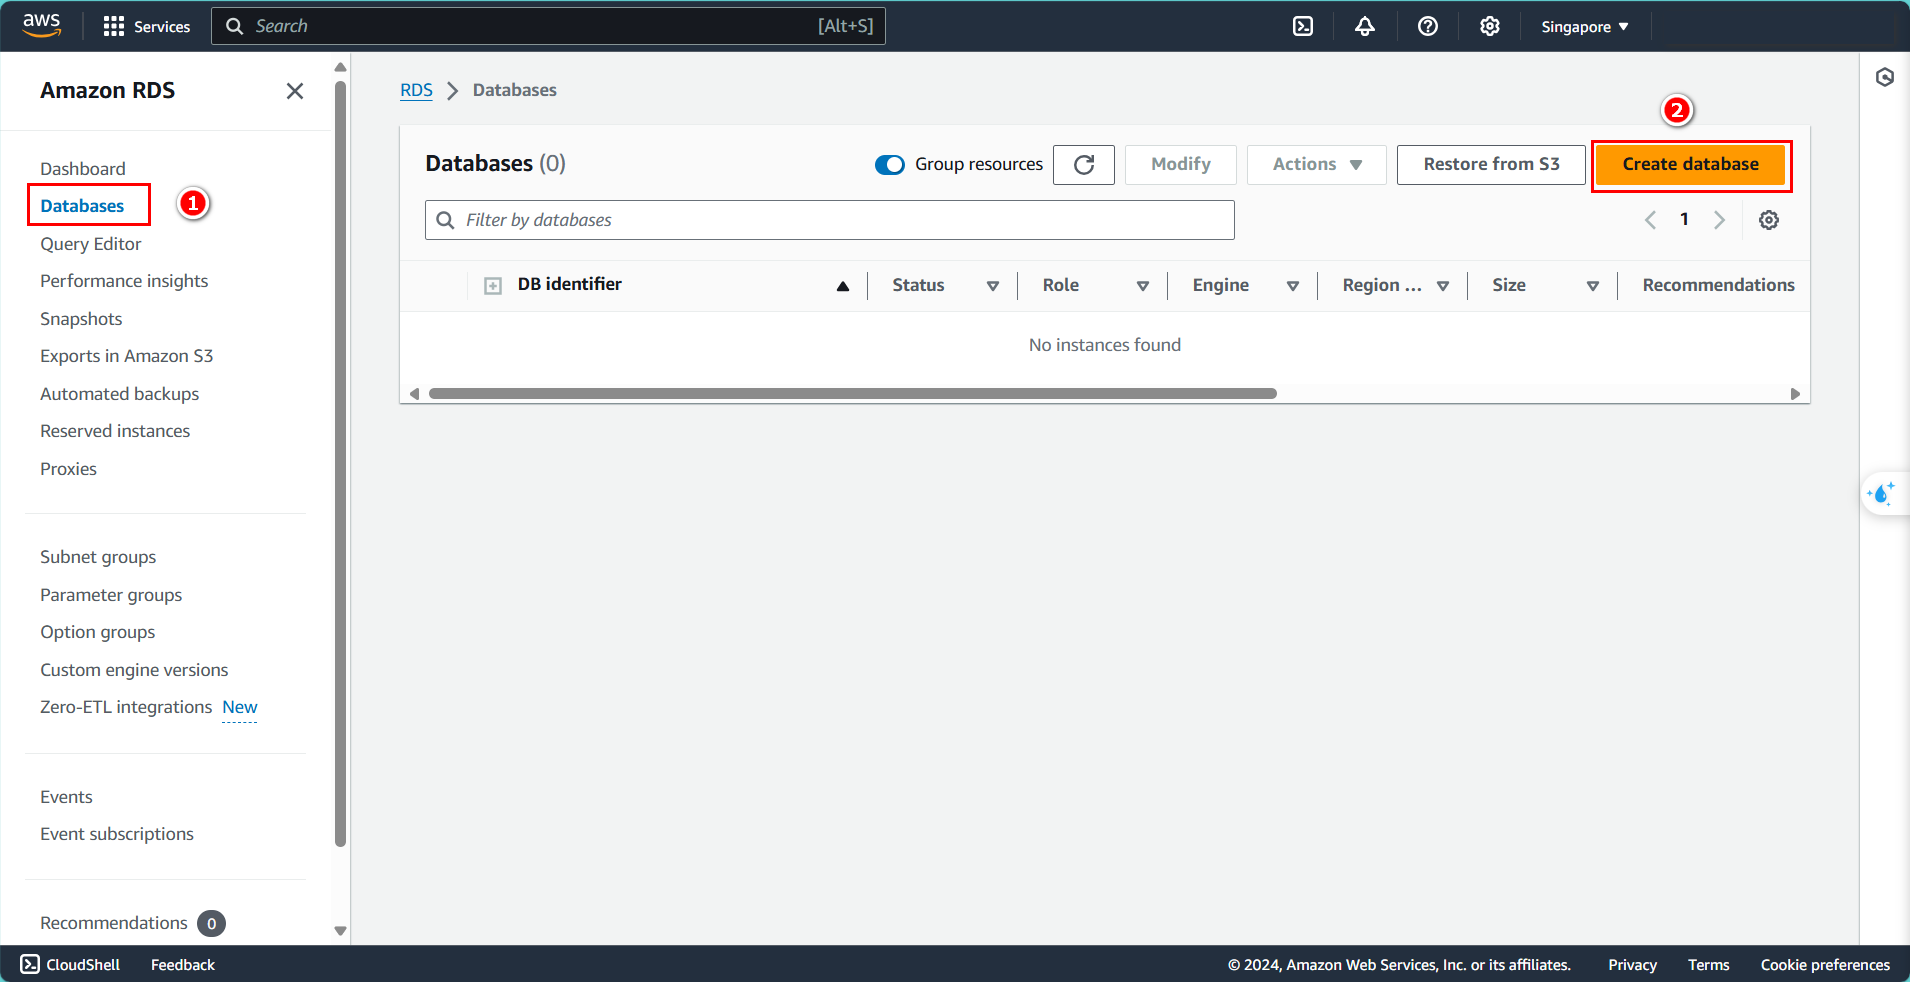 aws Services Search [Alt+S] Singapore
Amazon RDS
Dashboard
Databases 1
Query Editor
Performance insights
Snapshots
Exports in Amazon S3
Automated backups
Reserved instances
Proxies
Subnet groups
Parameter groups
Option groups
Custom engine versions
Zero-ETL integrations New
Events
Event subscriptions
Recommendations 0
RDS Databases
2
Databases (0) Group resources Modify Actions Restore from S3 Create database
Filter by databases 1
DB identifier Status Role Engine Region ... Size Recommendations
No instances found
CloudShell Feedback © 2024, Amazon Web Services, Inc. or its affiliates. Privacy Terms Cookie preferences